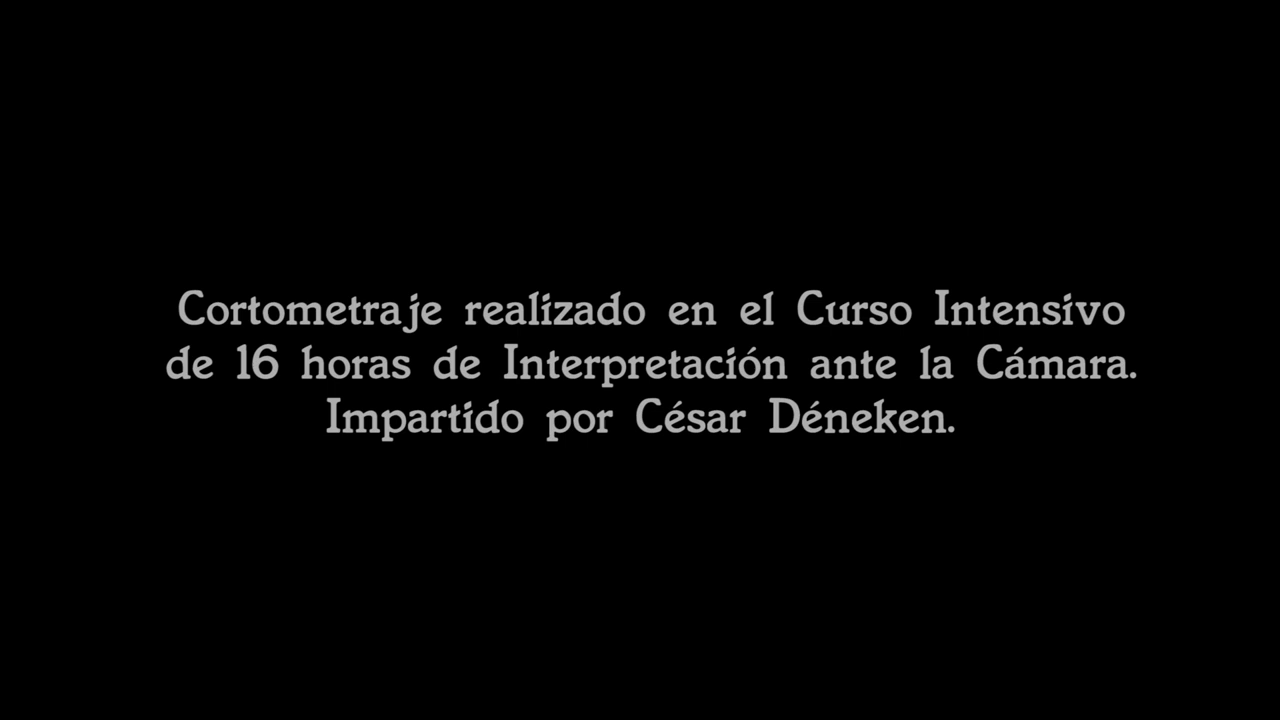 Cortometraje realizado en el Curso Intensivo
de 16 horas de Interpretación ante la Cámara.
Impartido por César Déneken.